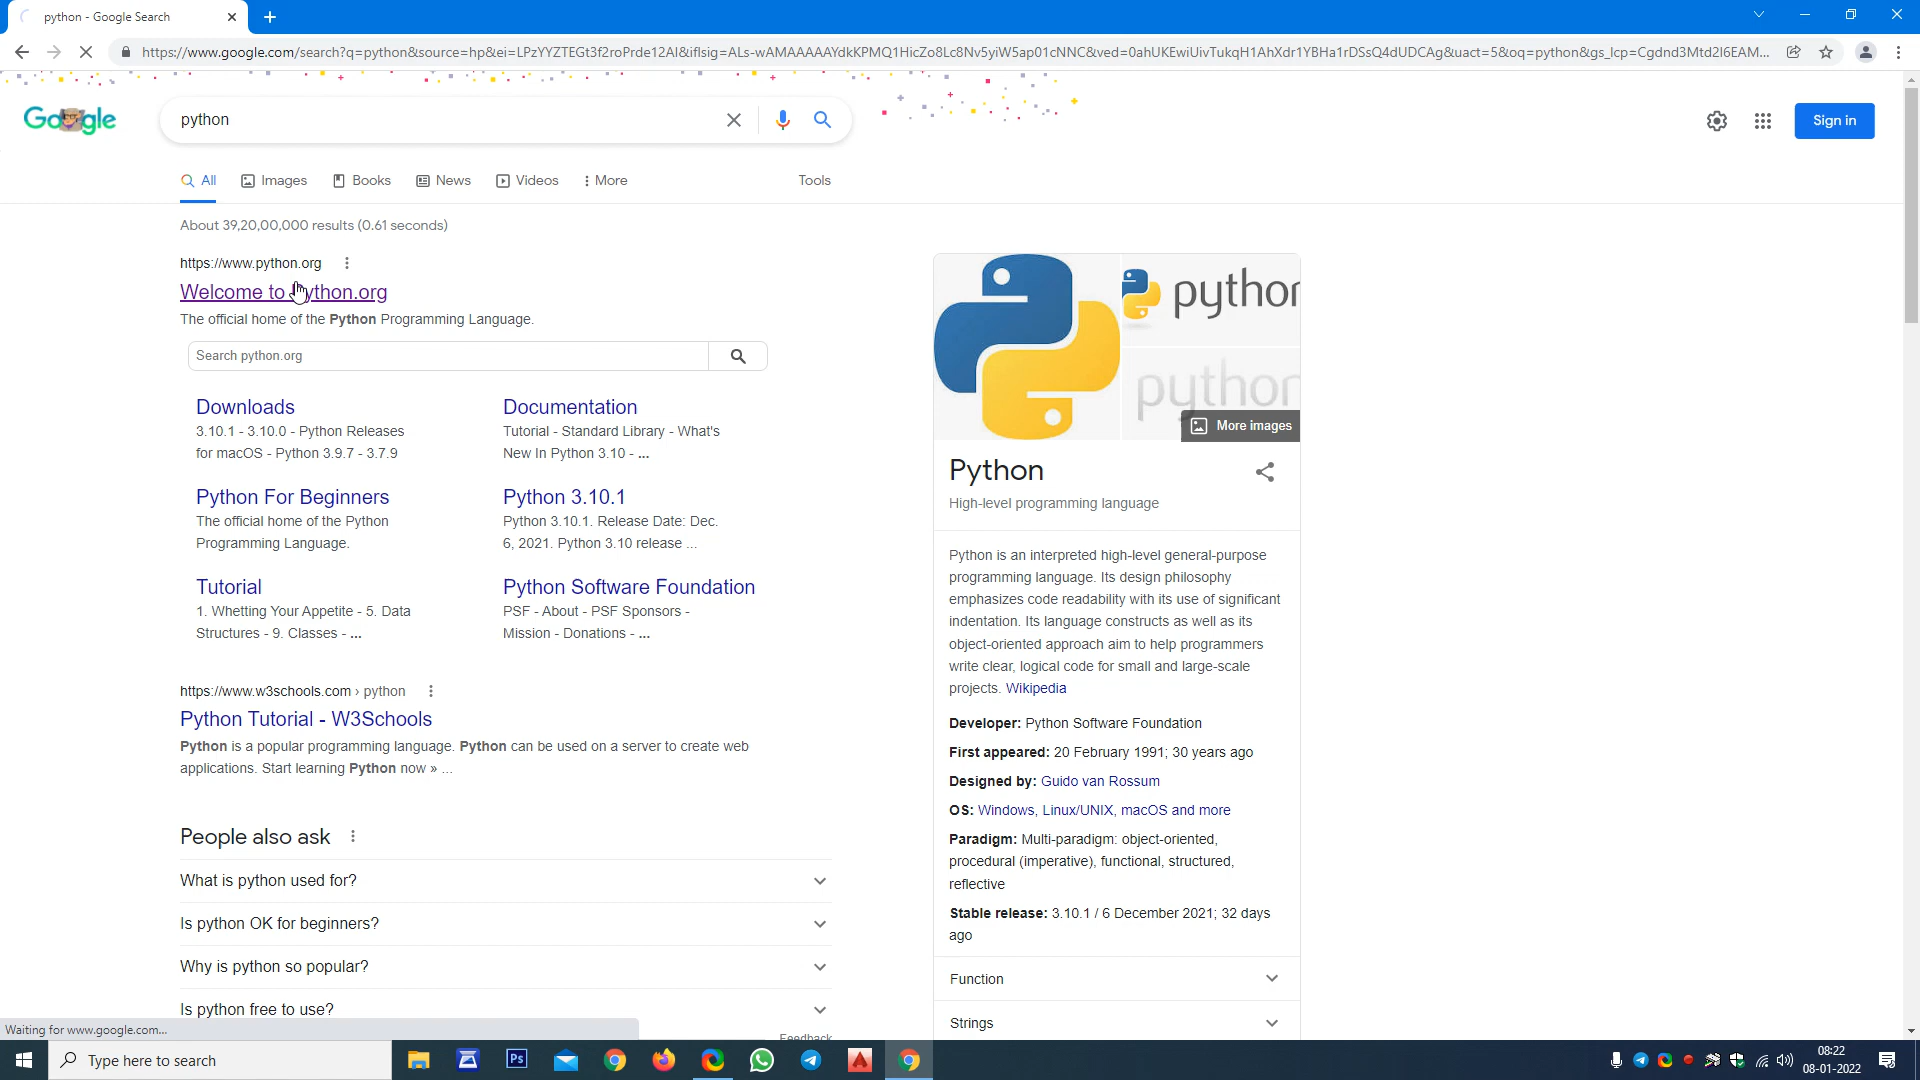 python - Google Search
https://www.google.com/search?q=python&source=hp&ei=LPzYYZTEGt3f2roPrde12AI&iflsig=ALs-wAMAAAAAYdkKPMQ1HicZo8Lc8Nv5yiW5ap01cNNC&ved=0ahUKEwiUivTukqH1AhXdr1YBHa1rDSsQ4dUDCAg&uact=5&oq=python&gs_lcp=Cgdnd3Mtd2l6EAM...
Google
python
Sign in
All Images Books News Videos More Tools
About 39,20,00,000 results (0.61 seconds)
https://www.python.org
Welcome to Python.org
The official home of the Python Programming Language.
Search python.org
Downloads
3.10.1 - 3.10.0 - Python Releases
for macOS - Python 3.9.7 - 3.7.9
Documentation
Tutorial - Standard Library - What's
New In Python 3.10 - ...
Python For Beginners
The official home of the Python
Programming Language.
Python 3.10.1
Python 3.10.1. Release Date: Dec.
6, 2021. Python 3.10 release ...
Tutorial
1. Whetting Your Appetite - 5. Data
Structures - 9. Classes - ...
Python Software Foundation
PSF - About - PSF Sponsors -
Mission - Donations - ...
https://www.w3schools.com › python
Python Tutorial - W3Schools
Python is a popular programming language. Python can be used on a server to create web
applications. Start learning Python now » ...
People also ask
What is python used for?
Is python OK for beginners?
Why is python so popular?
Is python free to use?
Feedback
python
python
More images
Python
High-level programming language
Python is an interpreted high-level general-purpose
programming language. Its design philosophy
emphasizes code readability with its use of significant
indentation. Its language constructs as well as its
object-oriented approach aim to help programmers
write clear, logical code for small and large-scale
projects. Wikipedia
Developer: Python Software Foundation
First appeared: 20 February 1991; 30 years ago
Designed by: Guido van Rossum
OS: Windows, Linux/UNIX, macOS and more
Paradigm: Multi-paradigm: object-oriented,
procedural (imperative), functional, structured,
reflective
Stable release: 3.10.1 / 6 December 2021; 32 days
ago
Function
Strings
Waiting for www.google.com...
Type here to search
Ps
08:22
08-01-2022